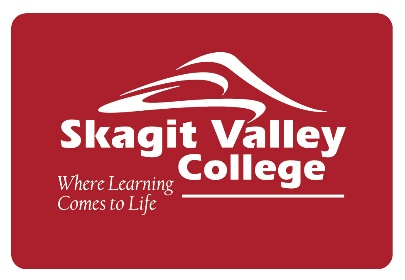 Skagit Valley
College
Where Learning
Comes to Life